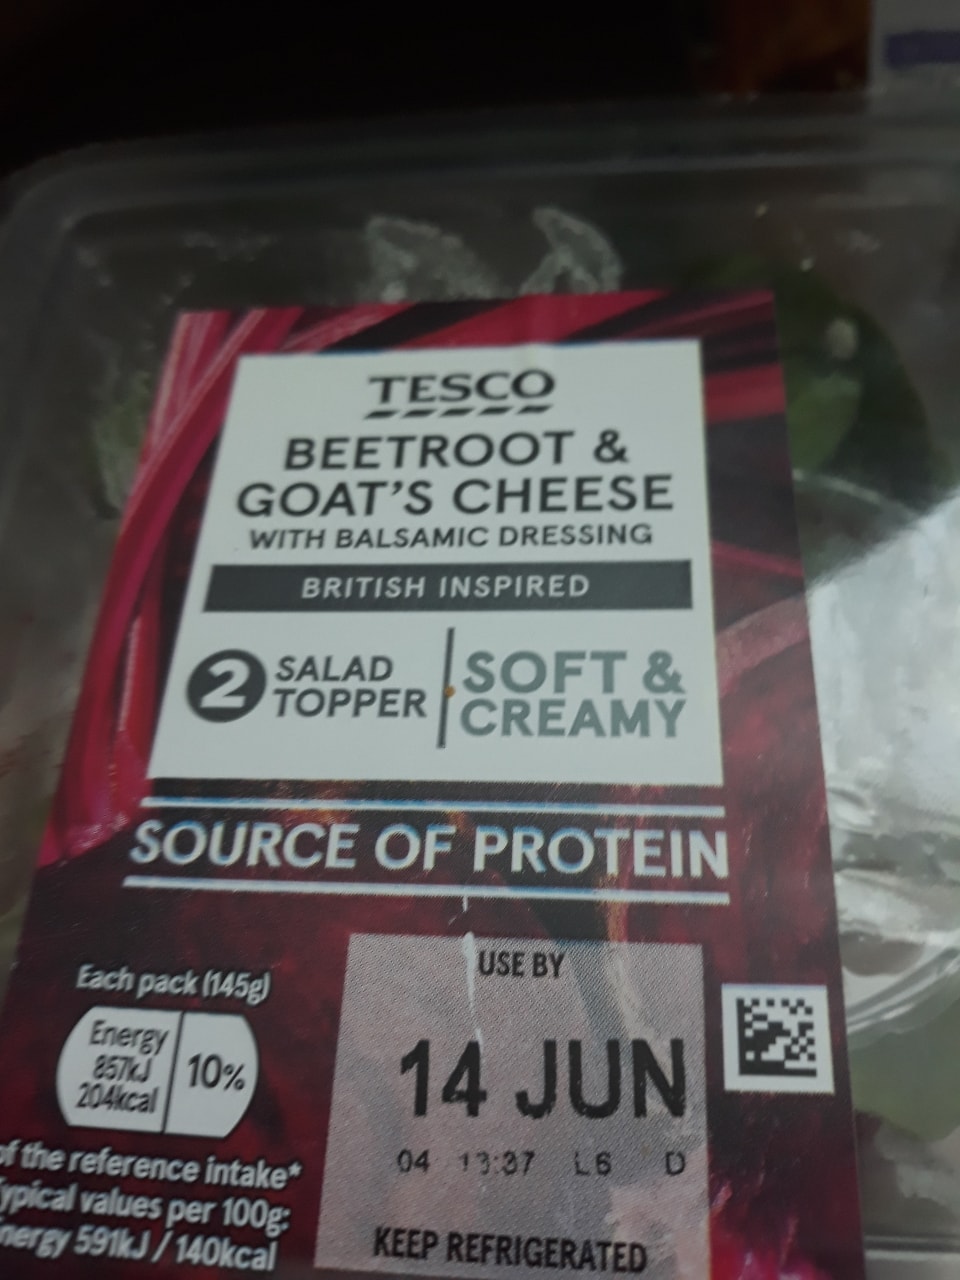 TESCO
BEETROOT &
GOAT'S CHEESE
WITH BALSAMIC DRESSING
BRITISH INSPIRED
2 SALAD TOPPER
SOFT & CREAMY
SOURCE OF PROTEIN
Each pack (145g)
Energy
857kJ
204kcal
10%
of the reference intake*
Typical values per 100g:
Energy 591kJ / 140kcal
USE BY
14 JUN
04 13:37 L6 D
KEEP REFRIGERATED